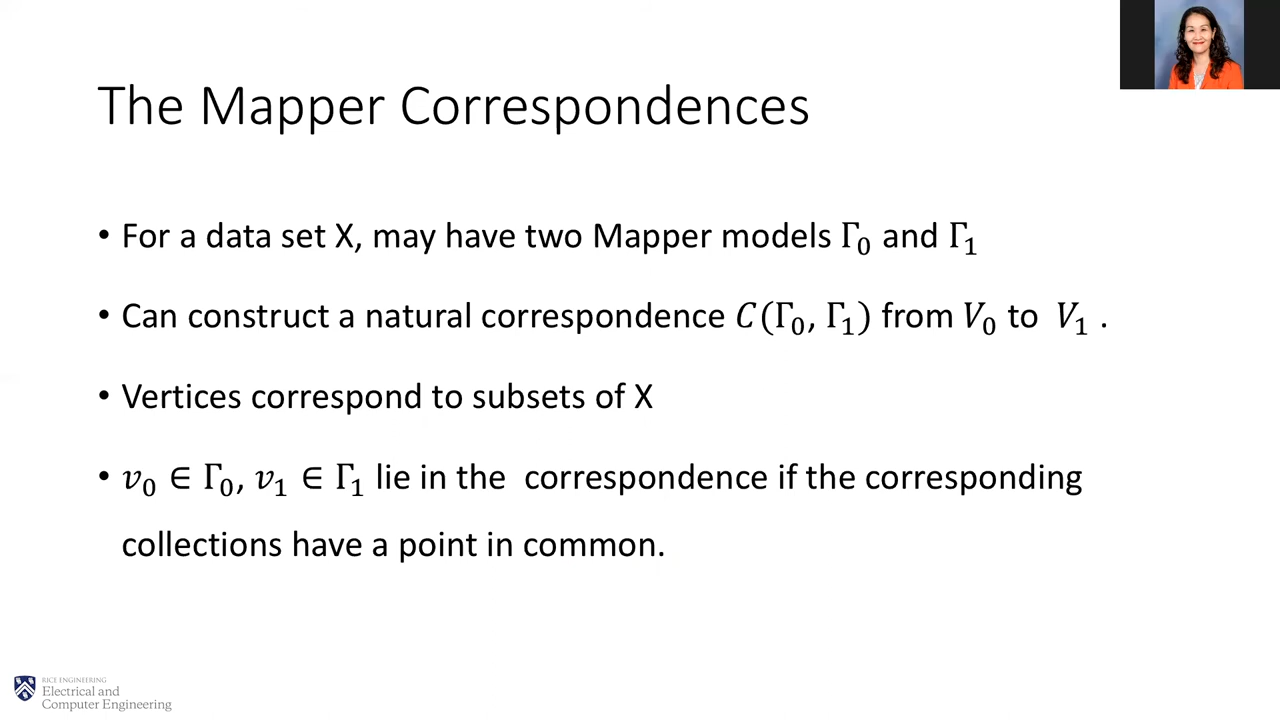 The Mapper Correspondences
• For a data set X, may have two Mapper models Γ₀ and Γ₁
• Can construct a natural correspondence C(Γ₀, Γ₁) from V₀ to V₁ .
• Vertices correspond to subsets of X
• v₀ ∈ Γ₀, v₁ ∈ Γ₁ lie in the correspondence if the corresponding
collections have a point in common.
RICE ENGINEERING
Electrical and
Computer Engineering